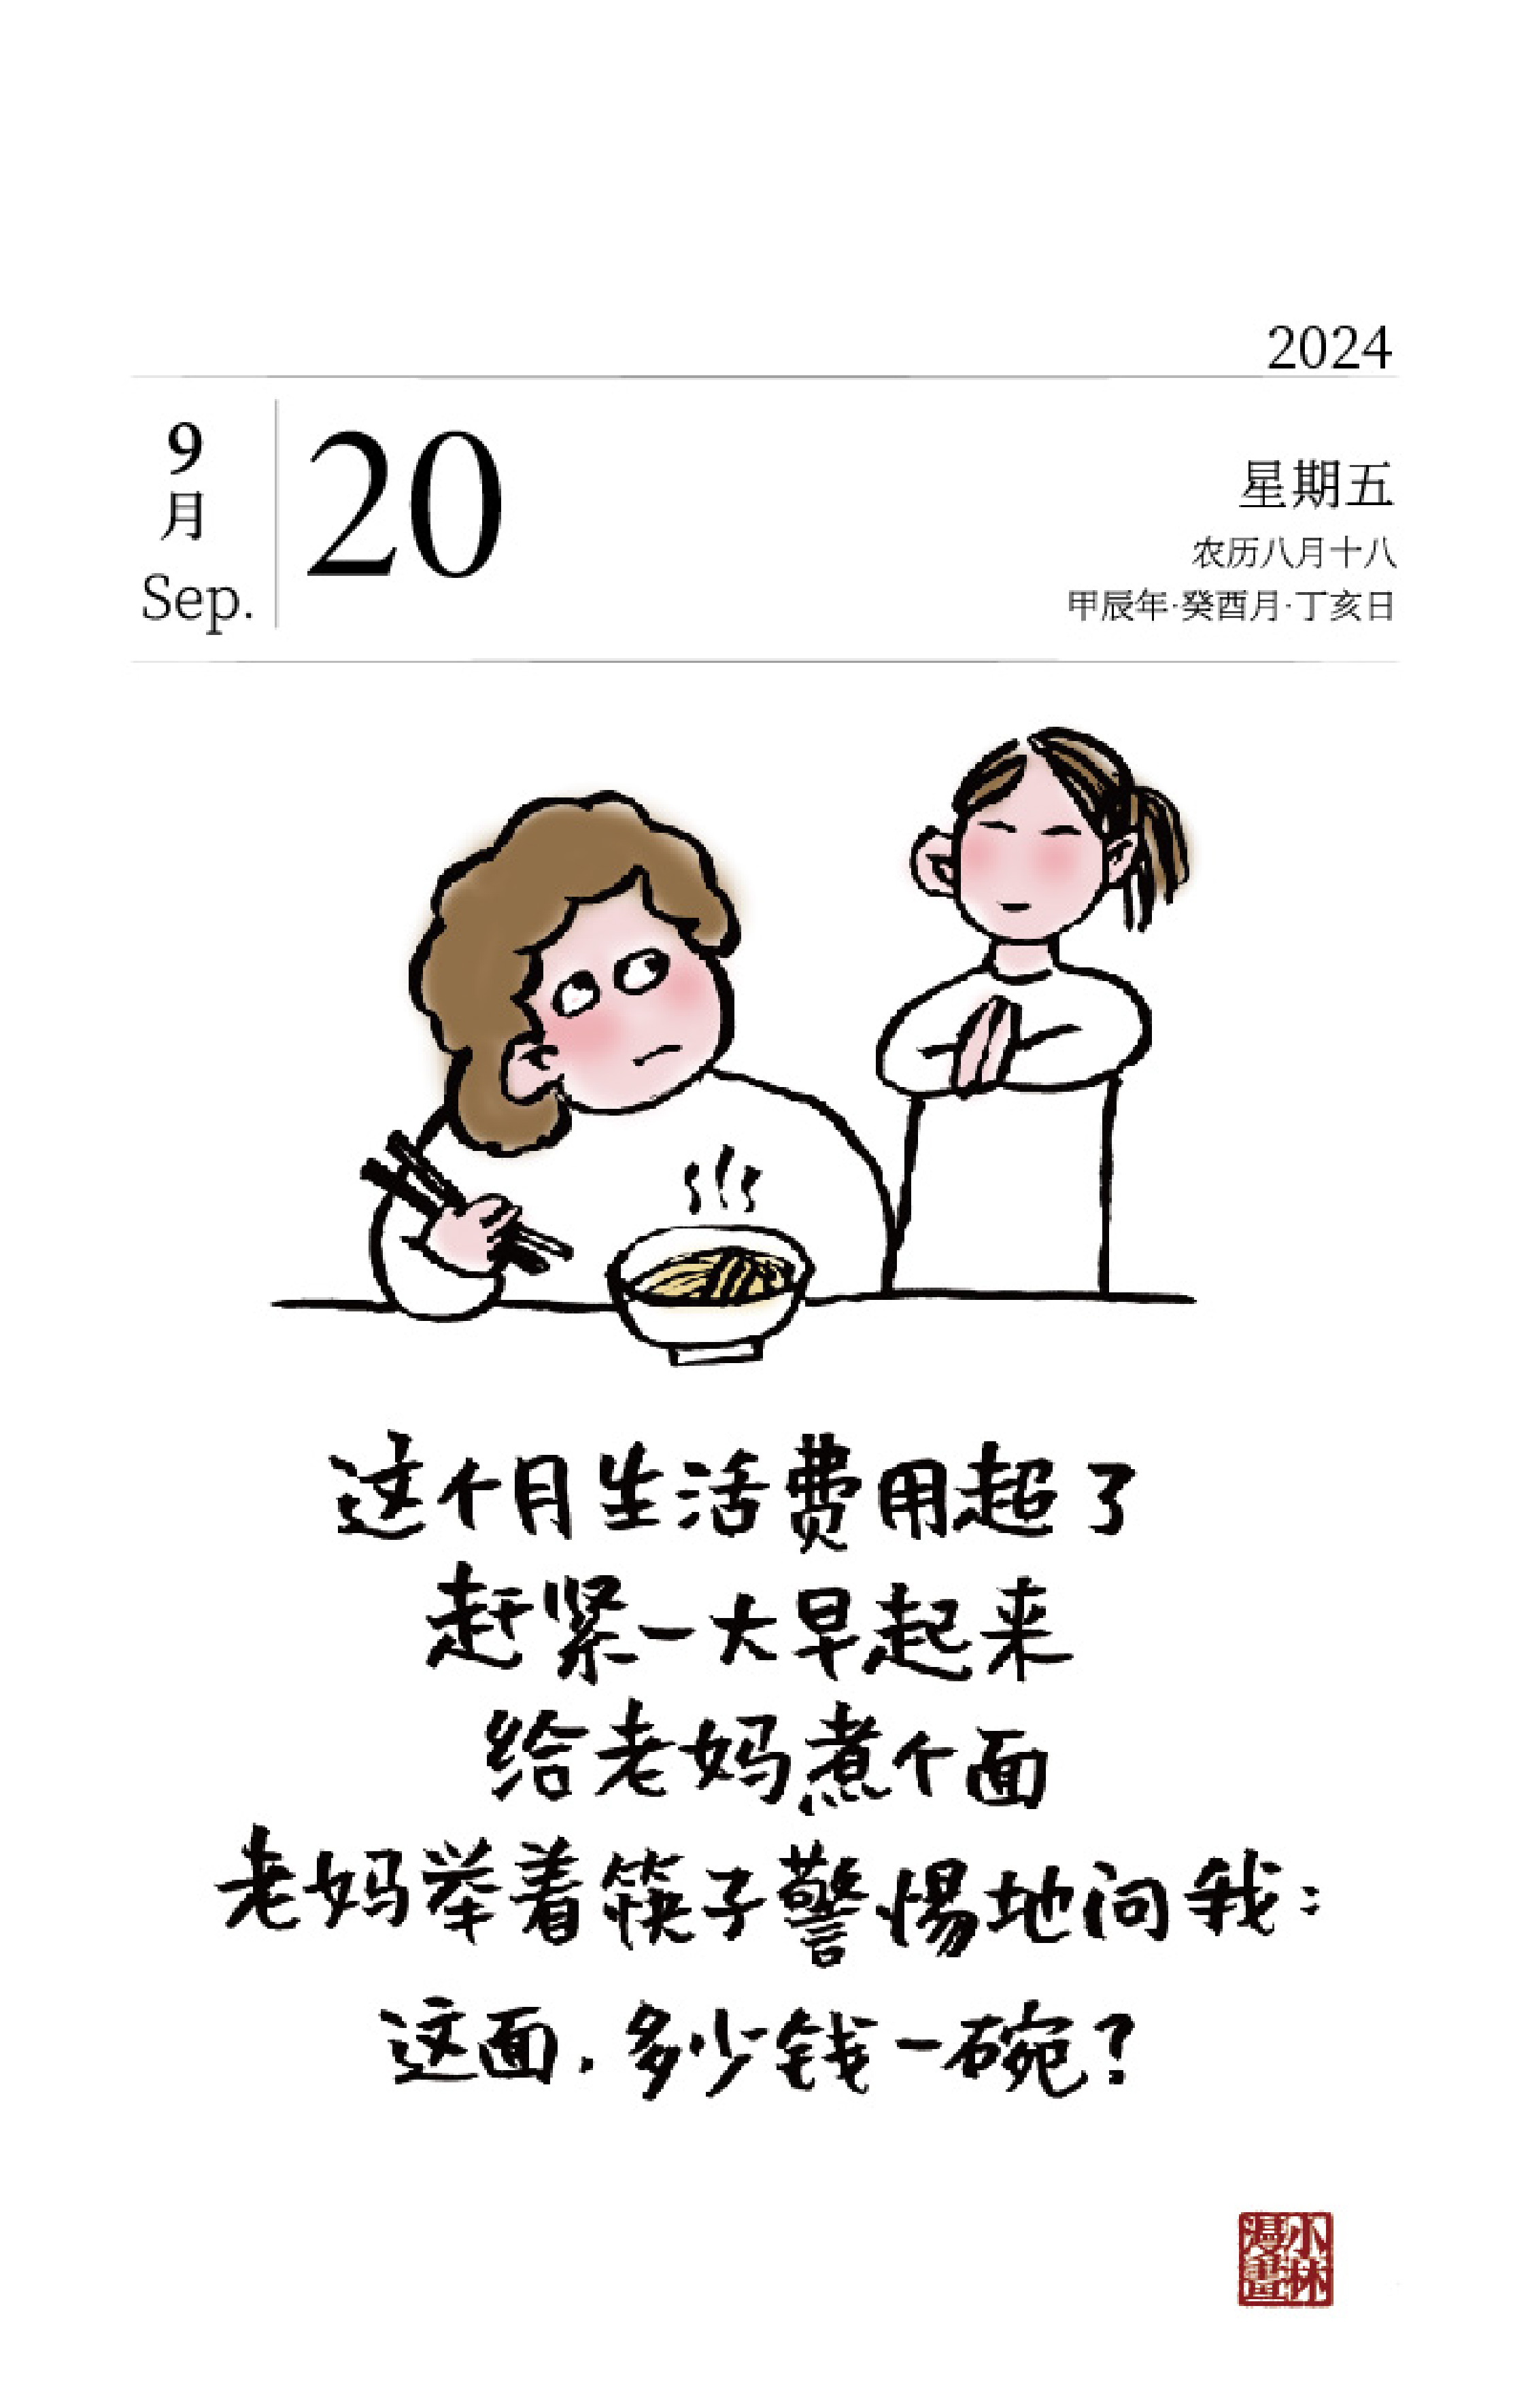 2024
9
月
Sep.
20
星期五
农历八月十八
甲辰年·癸酉月·丁亥日
这个月生活费用超了
赶紧一大早起来
给老妈煮个面
老妈举着筷子警惕地问我:
这面,多少钱一碗?
小林
漫畫